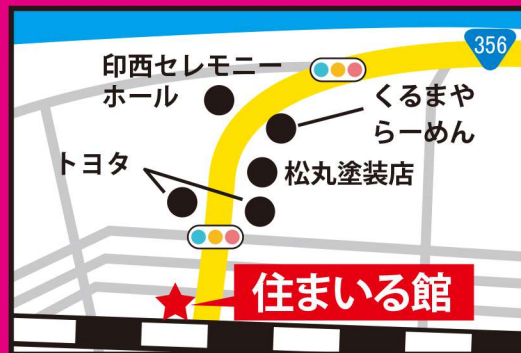 356
印西セレモニー
ホール
くるまや
らーめん
トヨタ
松丸塗装店
住まいる館